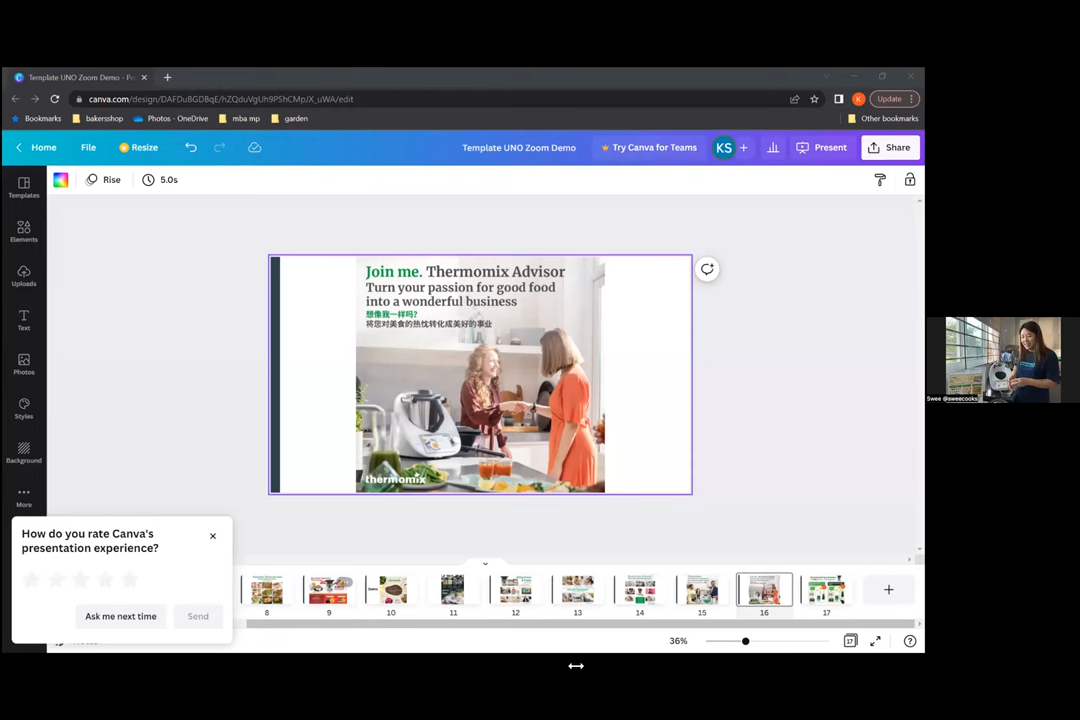 Template UNO Zoom Demo - Pr
canva.com/design/DAFDuBGDBqE/hZQduVgUh9PShCMpJX_uWA/edit
Update
Bookmarks
bakersshop
Photos - OneDrive
mba mp
garden
Other bookmarks
Home
File
Resize
Template UNO Zoom Demo
Try Canva for Teams
KS
Present
Share
Templates
Rise
5.0s
Elements
Uploads
Text
Photos
Styles
Background
More
Join me. Thermomix Advisor
Turn your passion for good food
into a wonderful business
想像我一样吗?
将您对美食的热忱转化成美好的事业
thermomix
Swee @sweecooks
How do you rate Canva's
presentation experience?
Ask me next time
Send
8
9
10
11
12
13
14
15
16
17
36%
17